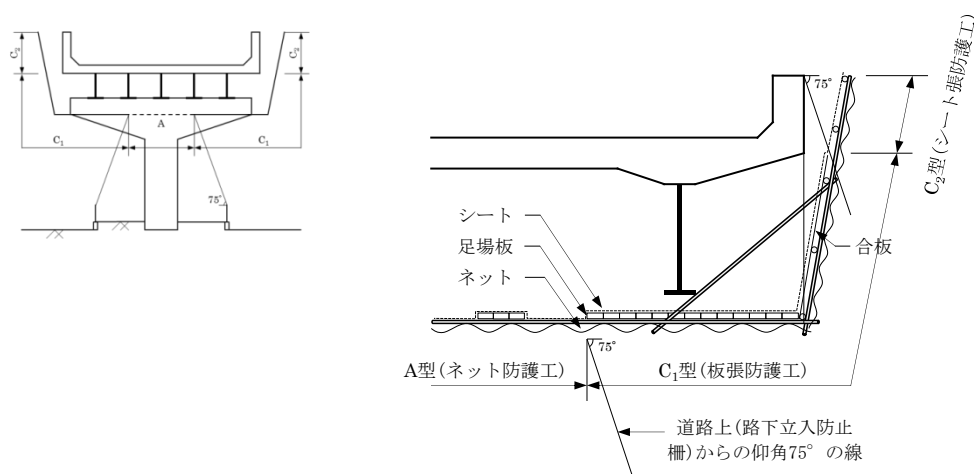 C₂
C₂
A
C₁
C₁
75°
75°
C₂型(シート張防護工)
シート
足場板
ネット
合板
75°
A型(ネット防護工)
C₁型(板張防護工)
道路上(路下立入防止
柵)からの仰角75°の線